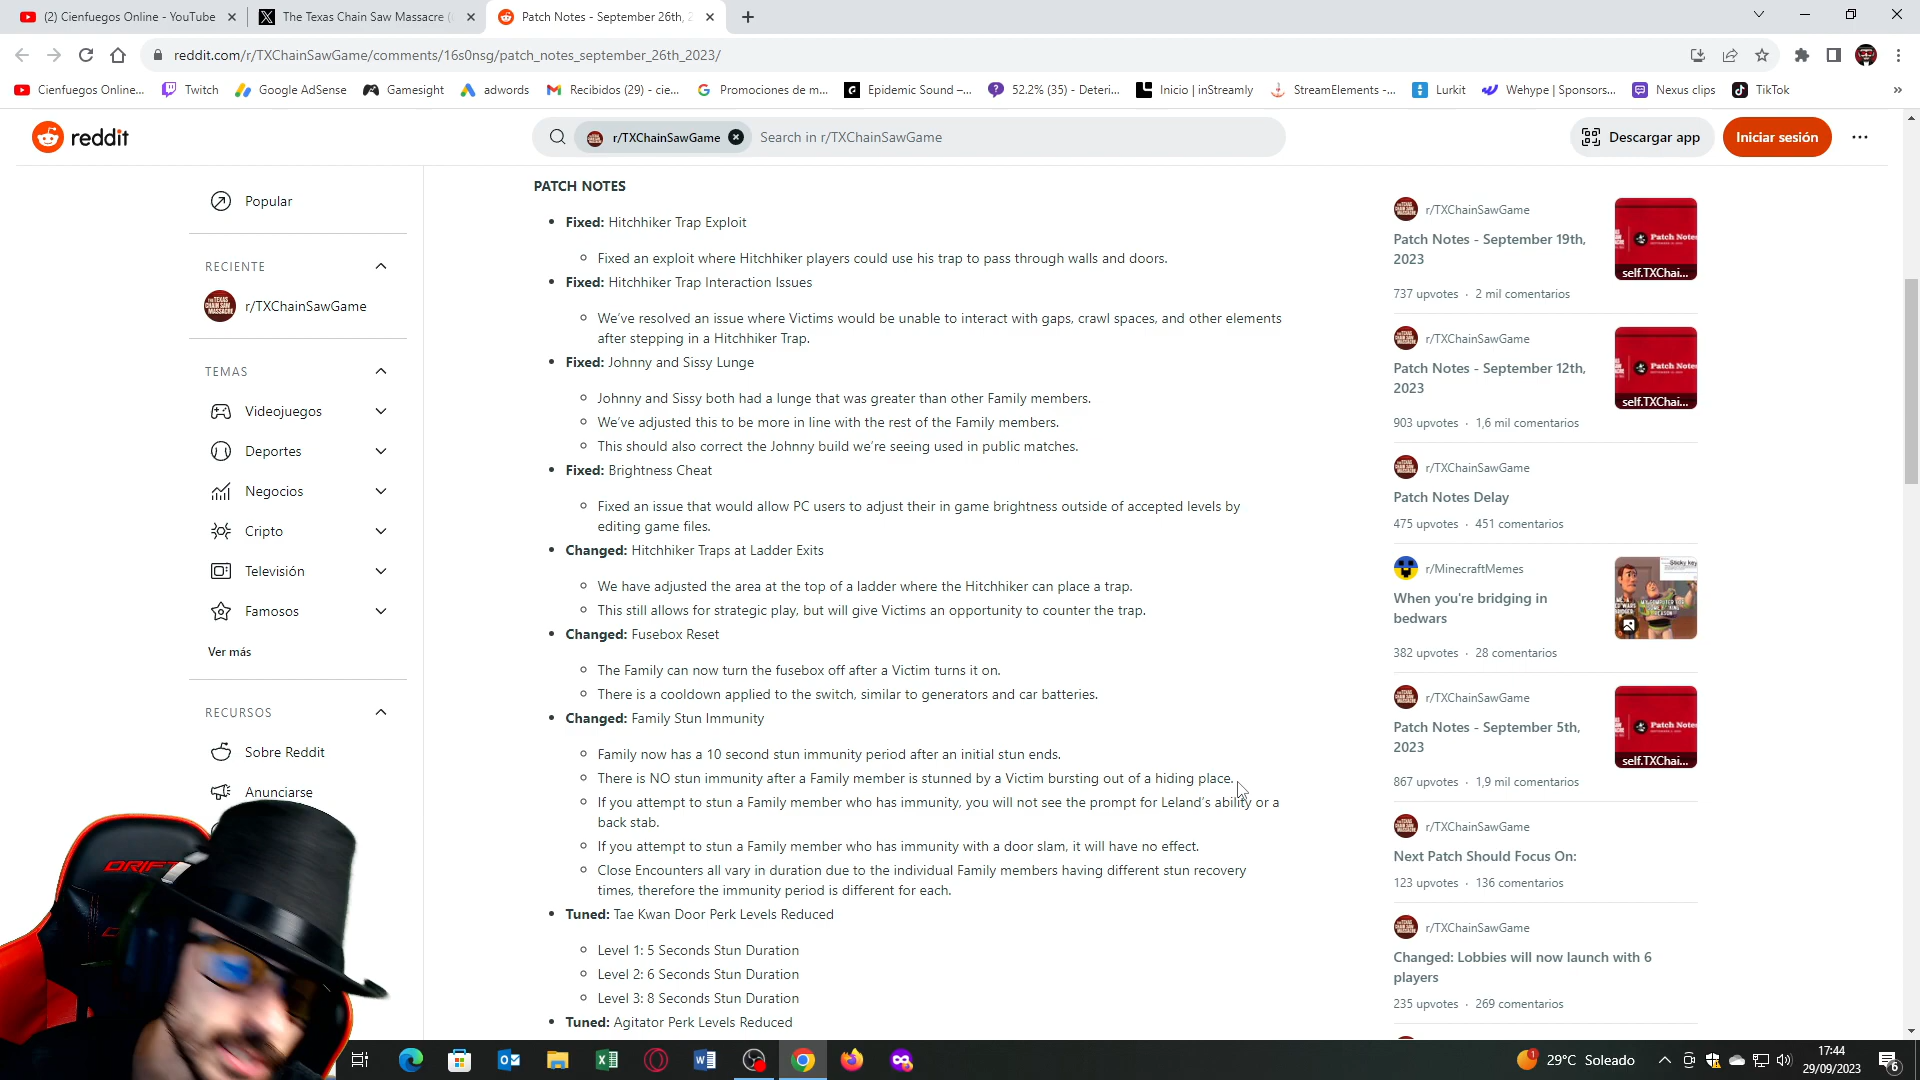 (2) Cienfuegos Online - YouTube
The Texas Chain Saw Massacre (
Patch Notes - September 26th, 2
reddit.com/r/TXChainSawGame/comments/16s0nsg/patch_notes_september_26th_2023/
Cienfuegos Online...
Twitch
Google AdSense
Gamesight
adwords
Recibidos (29) - cie...
Promociones de m...
Epidemic Sound –...
52.2% (35) - Deteri...
Inicio | inStreamly
StreamElements -...
Lurkit
Wehype | Sponsors...
Nexus clips
TikTok
»
reddit
r/TXChainSawGame
Search in r/TXChainSawGame
Descargar app
Iniciar sesión
Popular
RECIENTE
r/TXChainSawGame
TEMAS
Videojuegos
Deportes
Negocios
Cripto
Televisión
Famosos
Ver más
RECURSOS
Sobre Reddit
Anunciarse
PATCH NOTES
Fixed: Hitchhiker Trap Exploit
Fixed an exploit where Hitchhiker players could use his trap to pass through walls and doors.
Fixed: Hitchhiker Trap Interaction Issues
We've resolved an issue where Victims would be unable to interact with gaps, crawl spaces, and other elements
after stepping in a Hitchhiker Trap.
Fixed: Johnny and Sissy Lunge
Johnny and Sissy both had a lunge that was greater than other Family members.
We've adjusted this to be more in line with the rest of the Family members.
This should also correct the Johnny build we're seeing used in public matches.
Fixed: Brightness Cheat
Fixed an issue that would allow PC users to adjust their in game brightness outside of accepted levels by
editing game files.
Changed: Hitchhiker Traps at Ladder Exits
We have adjusted the area at the top of a ladder where the Hitchhiker can place a trap.
This still allows for strategic play, but will give Victims an opportunity to counter the trap.
Changed: Fusebox Reset
The Family can now turn the fusebox off after a Victim turns it on.
There is a cooldown applied to the switch, similar to generators and car batteries.
Changed: Family Stun Immunity
Family now has a 10 second stun immunity period after an initial stun ends.
There is NO stun immunity after a Family member is stunned by a Victim bursting out of a hiding place.
If you attempt to stun a Family member who has immunity, you will not see the prompt for Leland's ability or a
back stab.
If you attempt to stun a Family member who has immunity with a door slam, it will have no effect.
Close Encounters all vary in duration due to the individual Family members having different stun recovery
times, therefore the immunity period is different for each.
Tuned: Tae Kwan Door Perk Levels Reduced
Level 1: 5 Seconds Stun Duration
Level 2: 6 Seconds Stun Duration
Level 3: 8 Seconds Stun Duration
Tuned: Agitator Perk Levels Reduced
r/TXChainSawGame
Patch Notes - September 19th,
2023
737 upvotes · 2 mil comentarios
Patch Notes
self.TXChai...
r/TXChainSawGame
Patch Notes - September 12th,
2023
903 upvotes · 1,6 mil comentarios
Patch Notes
self.TXChai...
r/TXChainSawGame
Patch Notes Delay
475 upvotes · 451 comentarios
r/MinecraftMemes
When you're bridging in
bedwars
382 upvotes · 28 comentarios
Sticky key
r/TXChainSawGame
Patch Notes - September 5th,
2023
867 upvotes · 1,9 mil comentarios
Patch Notes
self.TXChai...
r/TXChainSawGame
Next Patch Should Focus On:
123 upvotes · 136 comentarios
r/TXChainSawGame
Changed: Lobbies will now launch with 6
players
235 upvotes · 269 comentarios
DRIFT
29°C Soleado
17:44
29/09/2023
6